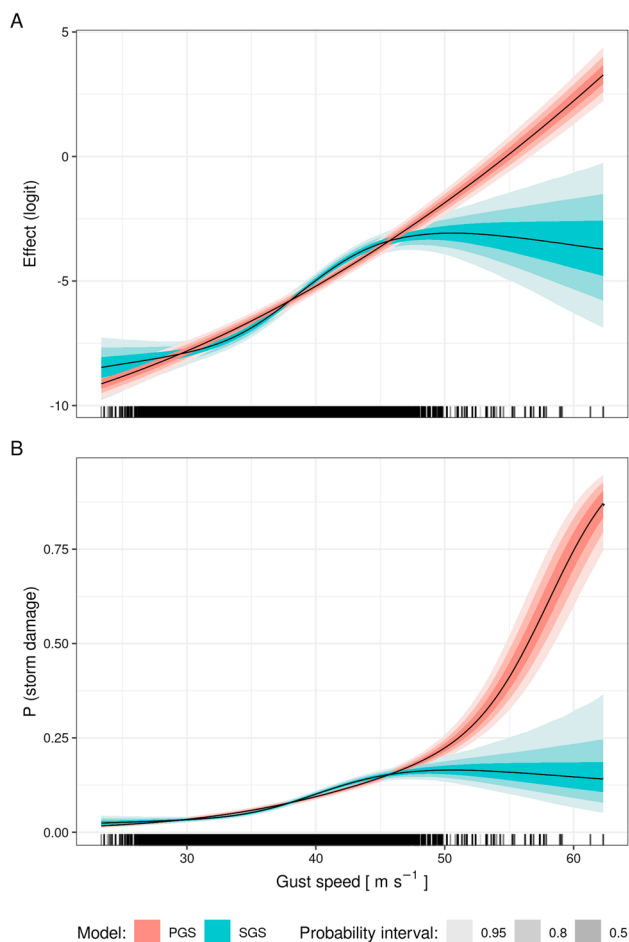 A
5
0
-5
-10
Effect (logit)
B
0.75
0.50
0.25
0.00
P (storm damage)
30 40 50 60
Gust speed [ m s⁻¹ ]
Model: PGS SGS Probability interval: 0.95 0.8 0.5